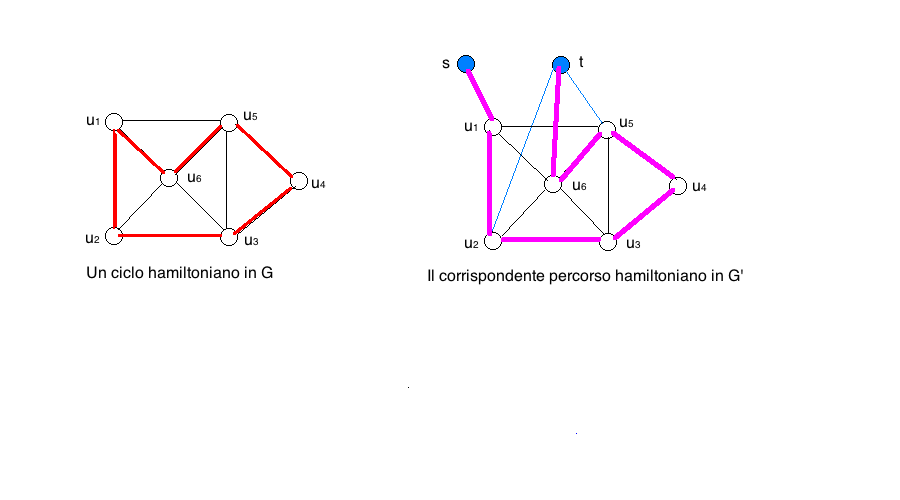 s
t
u1
u5
u6
u4
u2
u3
Un ciclo hamiltoniano in G
u1
u5
u6
u4
u2
u3
Il corrispondente percorso hamiltoniano in G'